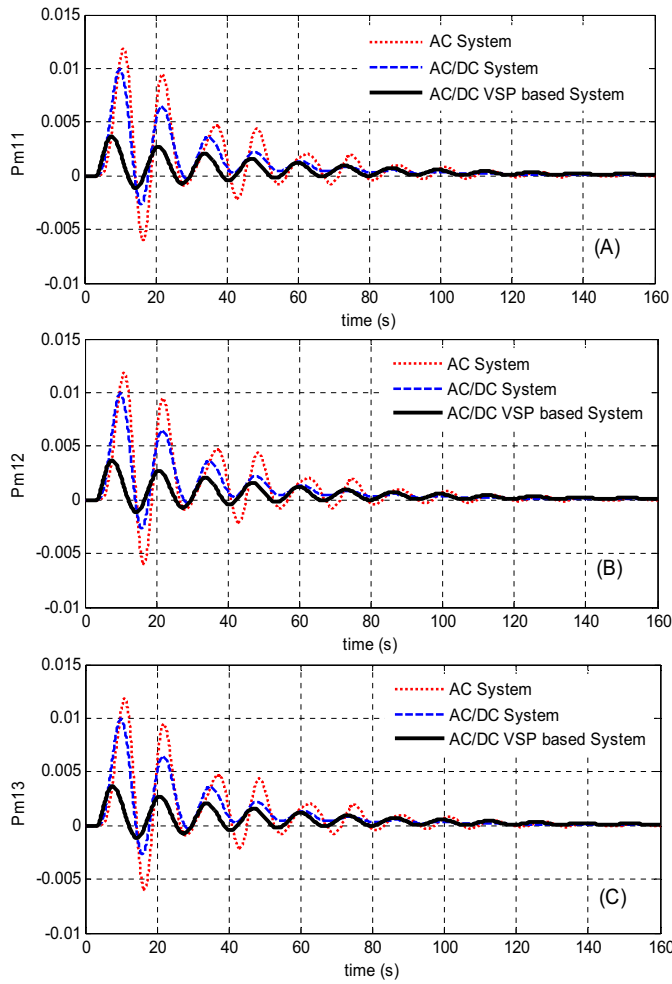 0.015
AC System
AC/DC System
AC/DC VSP based System
0.01
0.005
0
-0.005
-0.01
Pm11
(A)
0 20 40 60 80 100 120 140 160
time (s)
0.015
AC System
AC/DC System
AC/DC VSP based System
0.01
0.005
0
-0.005
-0.01
Pm12
(B)
0 20 40 60 80 100 120 140 160
time (s)
0.015
AC System
AC/DC System
AC/DC VSP based System
0.01
0.005
0
-0.005
-0.01
Pm13
(C)
0 20 40 60 80 100 120 140 160
time (s)